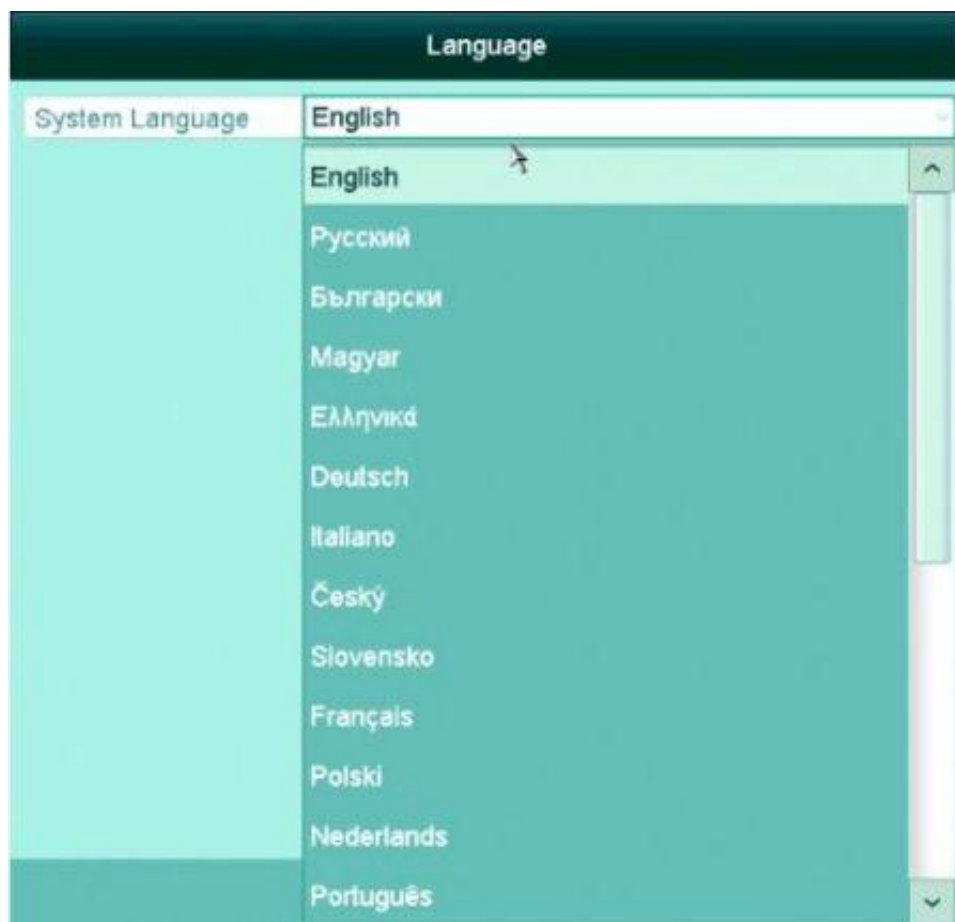 Language
System Language English
English
Русский
Български
Magyar
Ελληνικά
Deutsch
Italiano
Český
Slovensko
Français
Polski
Nederlands
Português